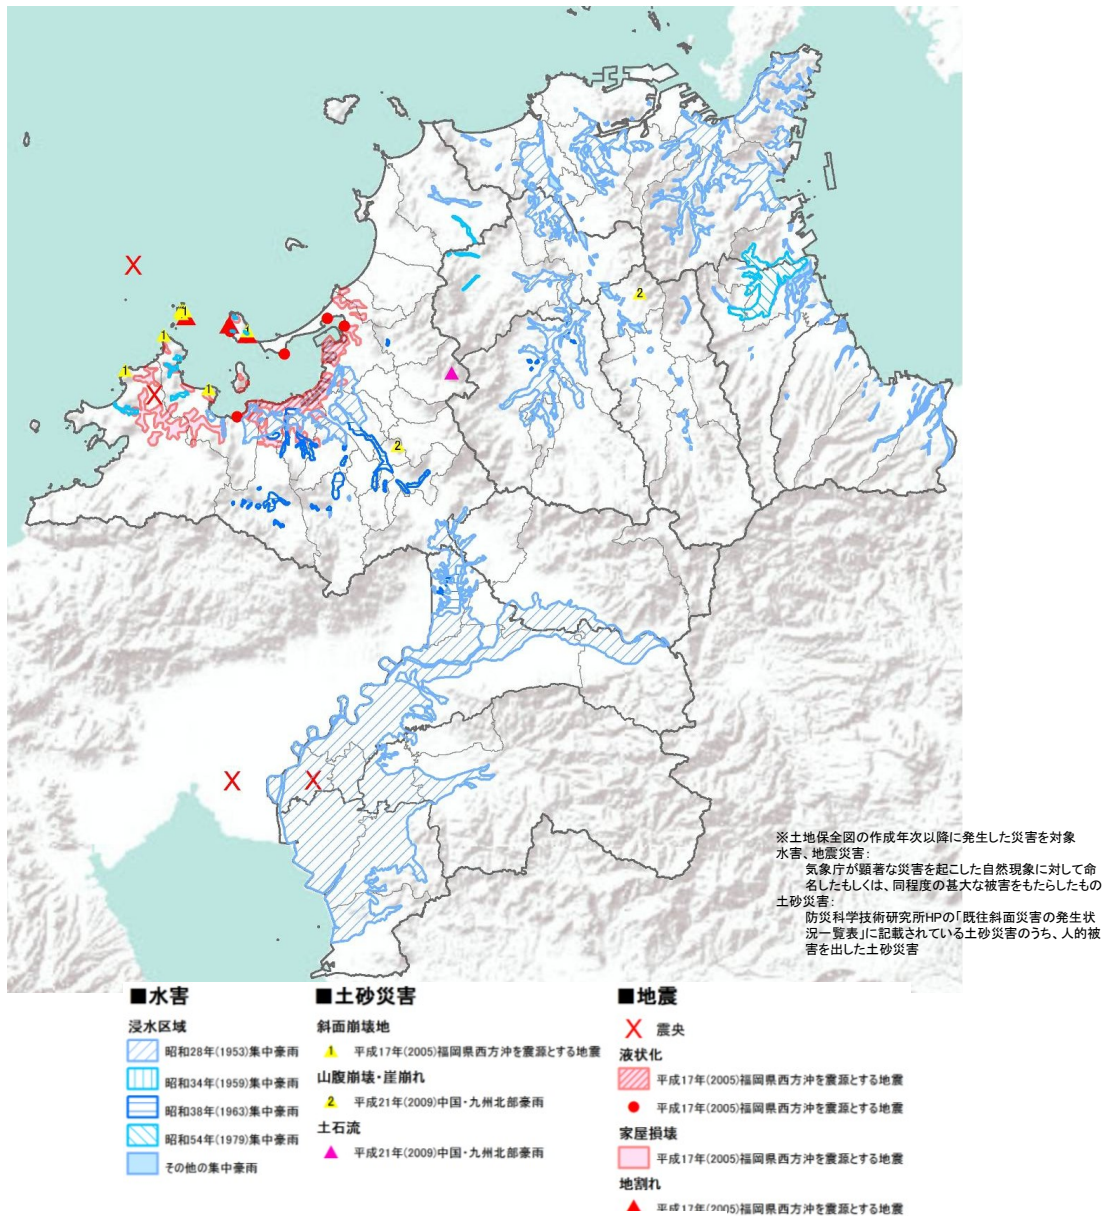 1
1
1
1
1
2
2
※土地保全図の作成年次以降に発生した災害を対象
水害、地震災害：
気象庁が顕著な災害を起こした自然現象に対して命
名したもしくは、同程度の甚大な被害をもたらしたもの
土砂災害：
防災科学技術研究所HPの「既往斜面災害の発生状
況一覧表」に記載されている土砂災害のうち、人的被
害を出した土砂災害
■水害
浸水区域
昭和28年(1953)集中豪雨
昭和34年(1959)集中豪雨
昭和38年(1963)集中豪雨
昭和54年(1979)集中豪雨
その他の集中豪雨
■土砂災害
斜面崩壊地
1 平成17年(2005)福岡県西方沖を震源とする地震
山腹崩壊・崖崩れ
2 平成21年(2009)中国・九州北部豪雨
土石流
平成21年(2009)中国・九州北部豪雨
■地震
震央
液状化
平成17年(2005)福岡県西方沖を震源とする地震
平成17年(2005)福岡県西方沖を震源とする地震
家屋損壊
平成17年(2005)福岡県西方沖を震源とする地震
地割れ
平成17年(2005)福岡県西方沖を震源とする地震